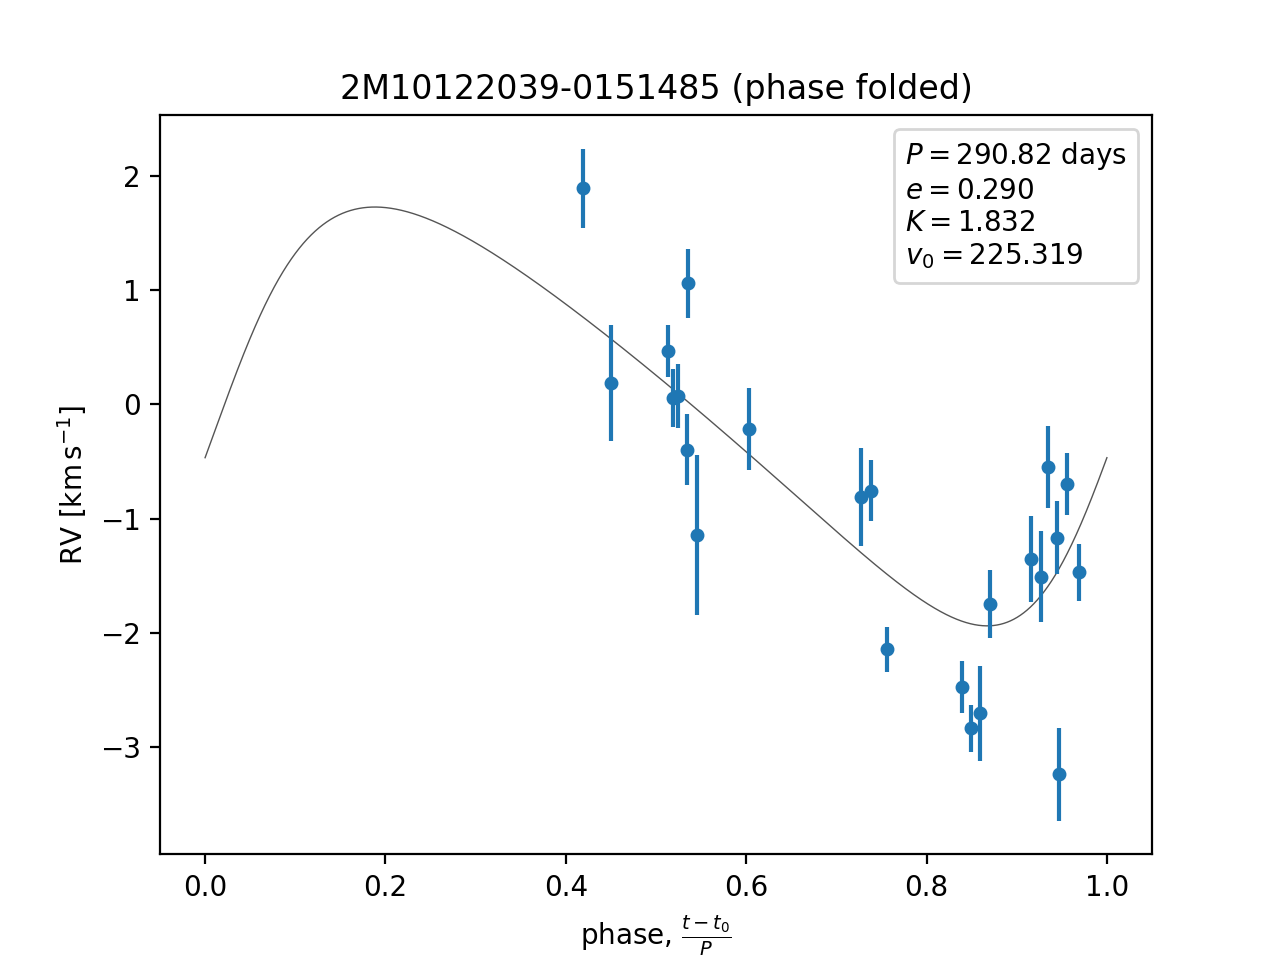 2M10122039-0151485 (phase folded)
P = 290.82 days
e = 0.290
K = 1.832
v₀ = 225.319
2
1
0
−1
−2
−3
RV [km s⁻¹]
0.0 0.2 0.4 0.6 0.8 1.0
phase, (t − t₀)/P